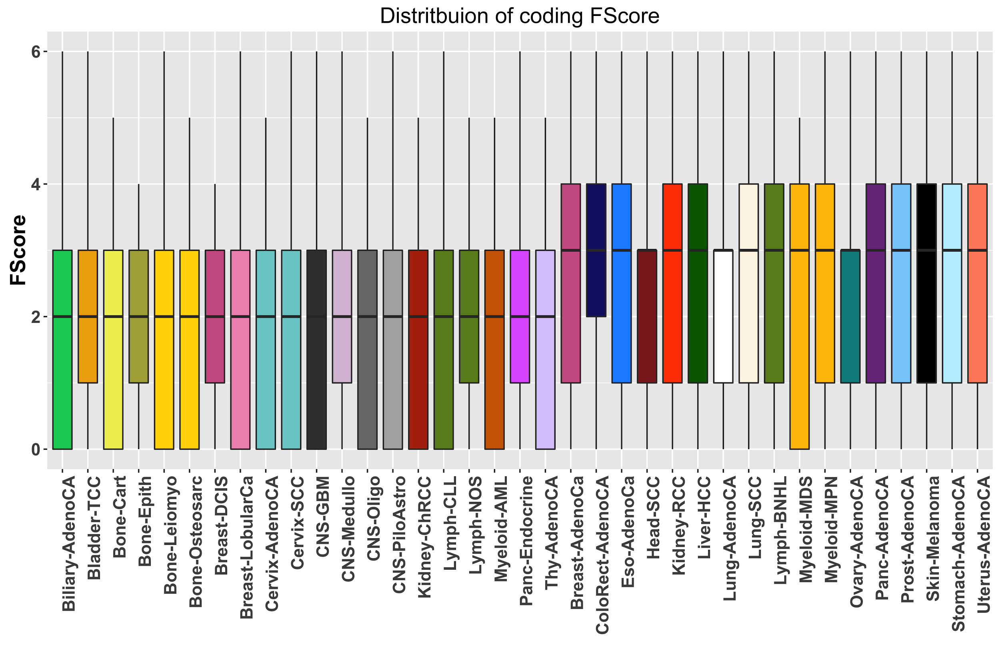 Distritbuion of coding FScore
FScore
6
4
2
0
Billiary-AdenoCA
Bladder-TCC
Bone-Cart
Bone-Epith
Bone-Leiomyo
Bone-Osteosarc
Breast-DCIS
Breast-LobularCa
Cervix-AdenoCA
Cervix-SCC
CNS-GBM
CNS-Medullo
CNS-Oligo
CNS-PiloAstro
Kidney-ChRCC
Lymph-CLL
Lymph-NOS
Myeloid-AML
Panc-Endocrine
Thy-AdenoCA
Breast-AdenoCa
ColoRect-AdenoCA
Eso-AdenoCa
Head-SCC
Kidney-RCC
Liver-HCC
Lung-AdenoCA
Lung-SCC
Lymph-BNHL
Myeloid-MDS
Myeloid-MPN
Ovary-AdenoCA
Panc-AdenoCA
Prost-AdenoCA
Skin-Melanoma
Stomach-AdenoCA
Uterus-AdenoCA